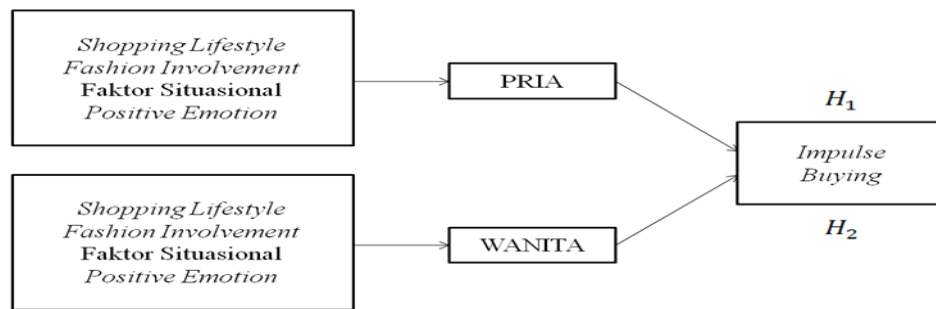 Shopping Lifestyle
Fashion Involvement
Faktor Situasional
Positive Emotion
PRIA
H₁
Impulse
Buying
Shopping Lifestyle
Fashion Involvement
Faktor Situasional
Positive Emotion
WANITA
H₂